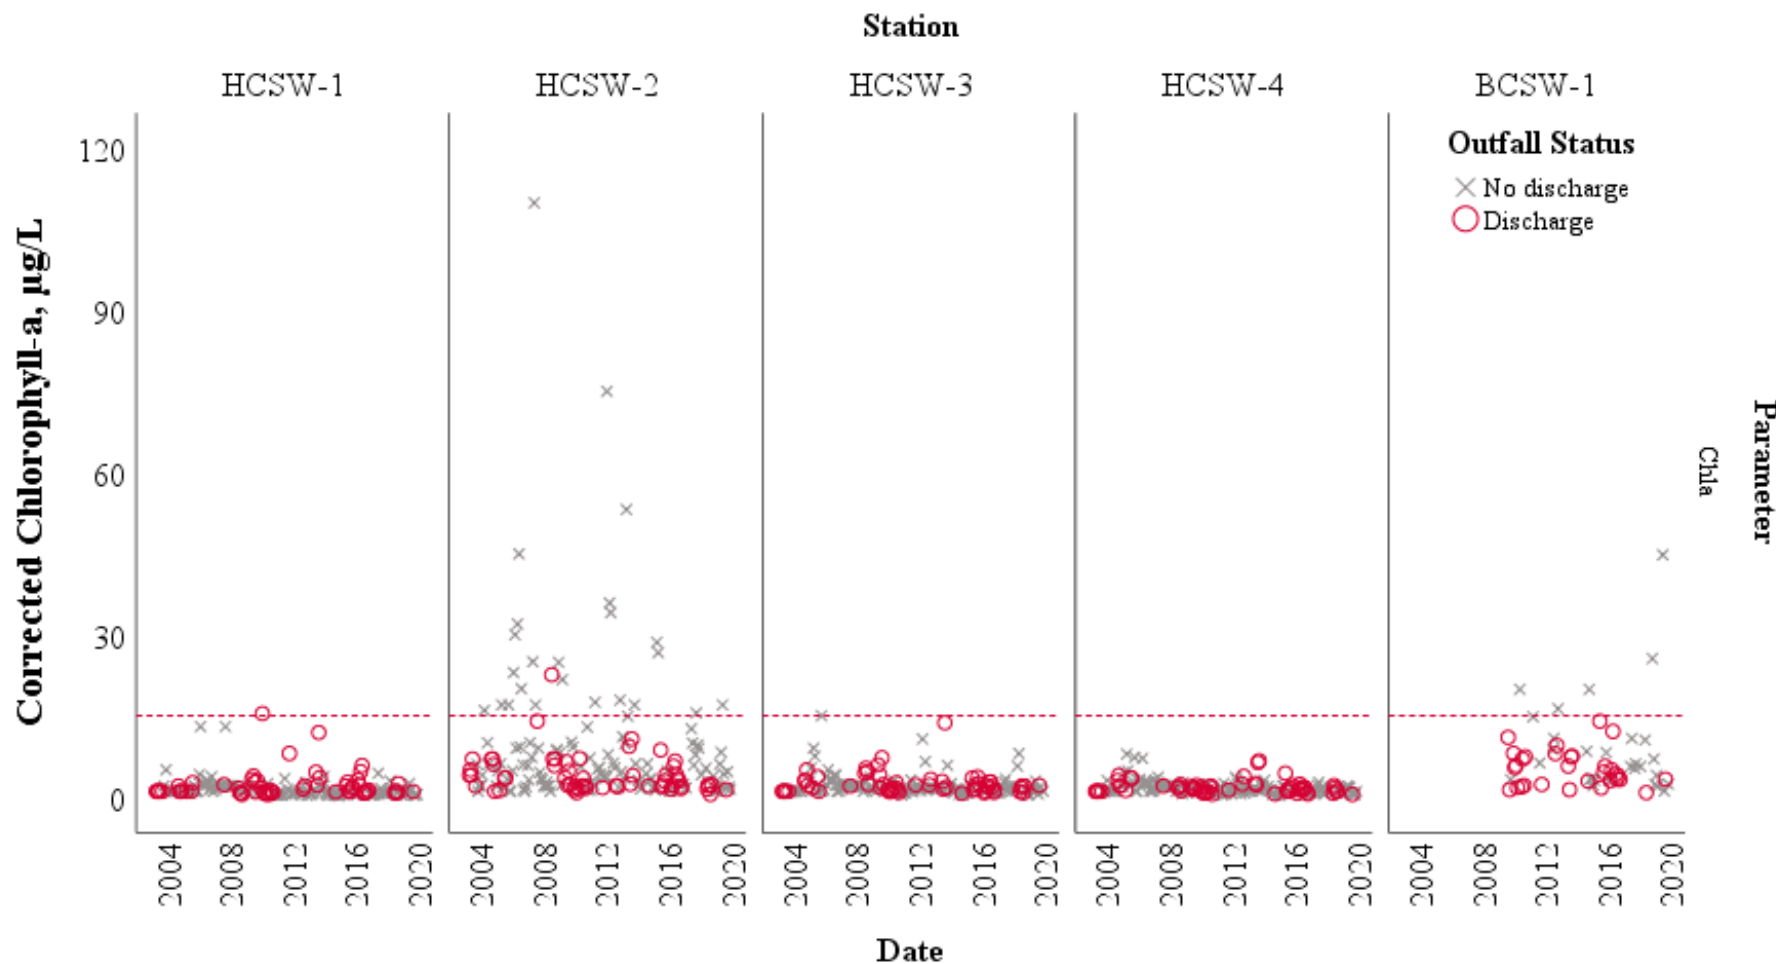 Station
HCSW-1 HCSW-2 HCSW-3 HCSW-4 BCSW-1
Outfall Status
No discharge
Discharge
Corrected Chlorophyll-a, µg/L
120
90
60
30
0
Parameter
Chla
2004 2008 2012 2016 2020 2004 2008 2012 2016 2020 2004 2008 2012 2016 2020 2004 2008 2012 2016 2020 2004 2008 2012 2016 2020
Date